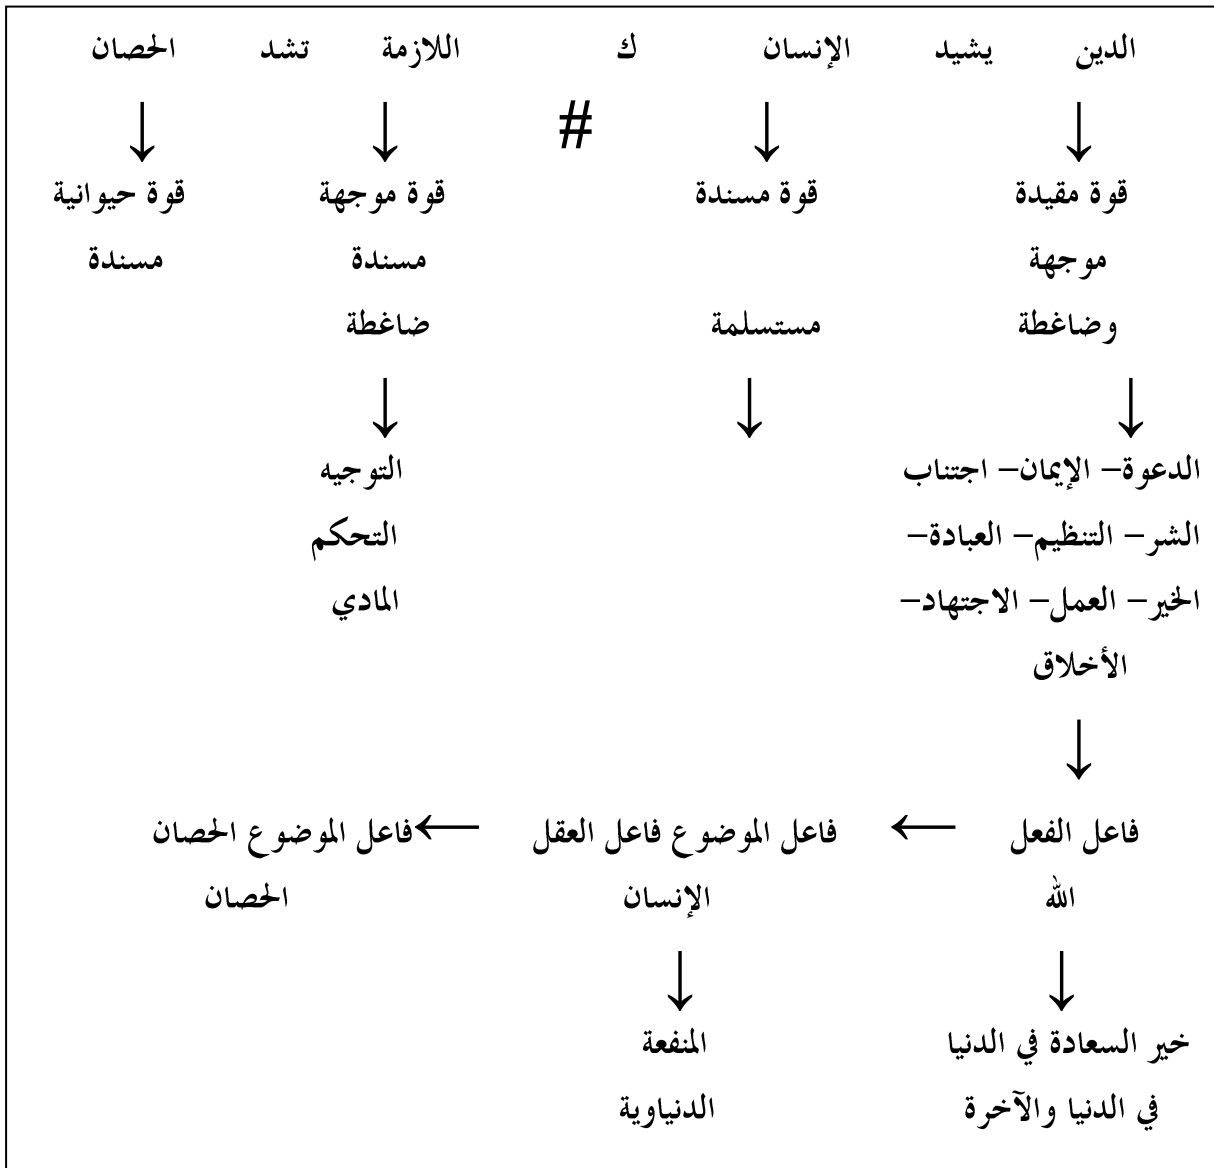 الدين يشيد الإنسان ك اللازمة تشد الحصان
↓ ↓ # ↓ ↓
قوة مقيدة قوة مسندة قوة موجهة قوة حيوانية
موجهة مسندة مسندة
وضاغطة مستسلمة ضاغطة
↓ ↓ ↓
الدعوة– الإيمان– اجتناب التوجيه
الشر– التنظيم– العبادة– التحكم
الخير– العمل– الاجتهاد– المادي
الأخلاق
↓
فاعل الفعل ← فاعل الموضوع فاعل العقل ← فاعل الموضوع الحصان
الله الإنسان الحصان
↓ ↓
خير السعادة في الدنيا المنفعة
في الدنيا والآخرة الدنياوية